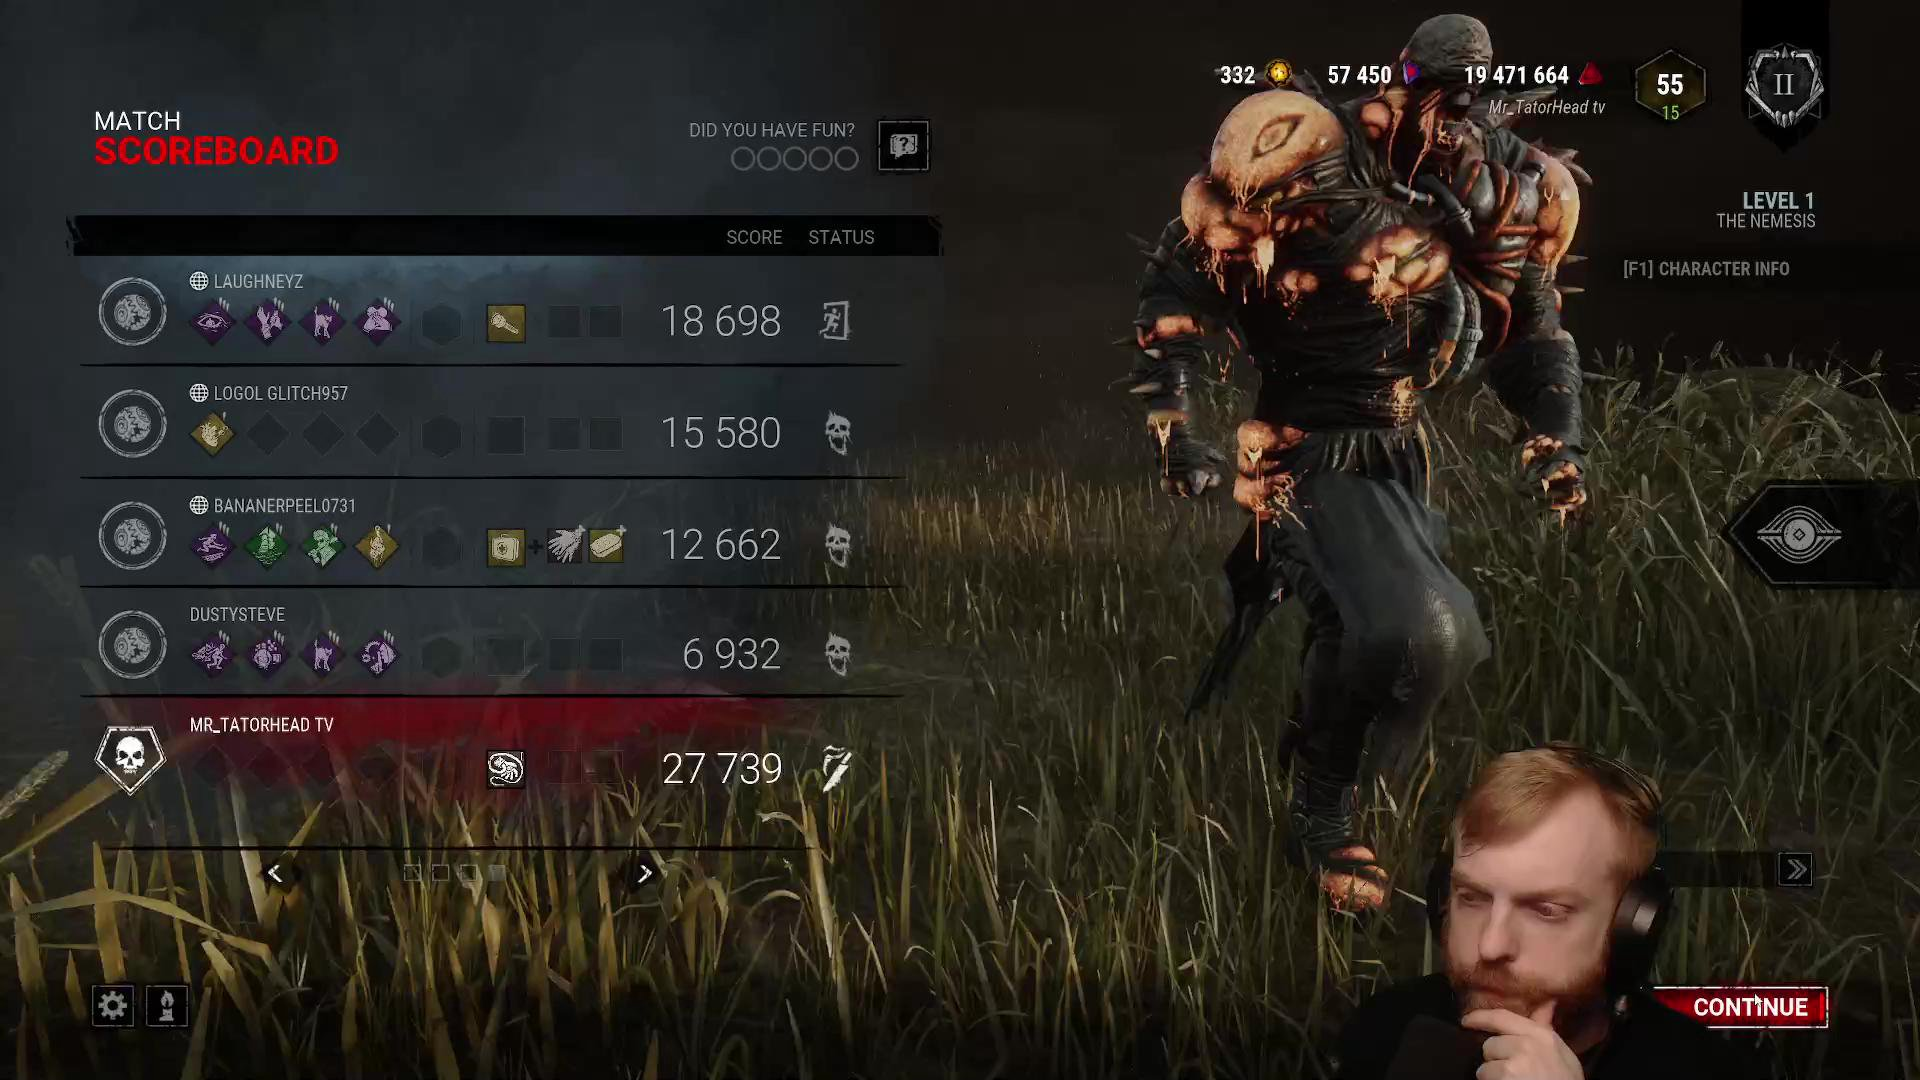 332
57 450
19 471 664
Mr_TatorHead tv
55
15
II
MATCH
SCOREBOARD
DID YOU HAVE FUN?
?
LEVEL 1
THE NEMESIS
[F1] CHARACTER INFO
SCORE STATUS
LAUGHNEYZ
18 698
LOGOL GLITCH957
15 580
BANANERPEEL0731
12 662
DUSTYSTEVE
6 932
MR_TATORHEAD TV
27 739
CONTINUE